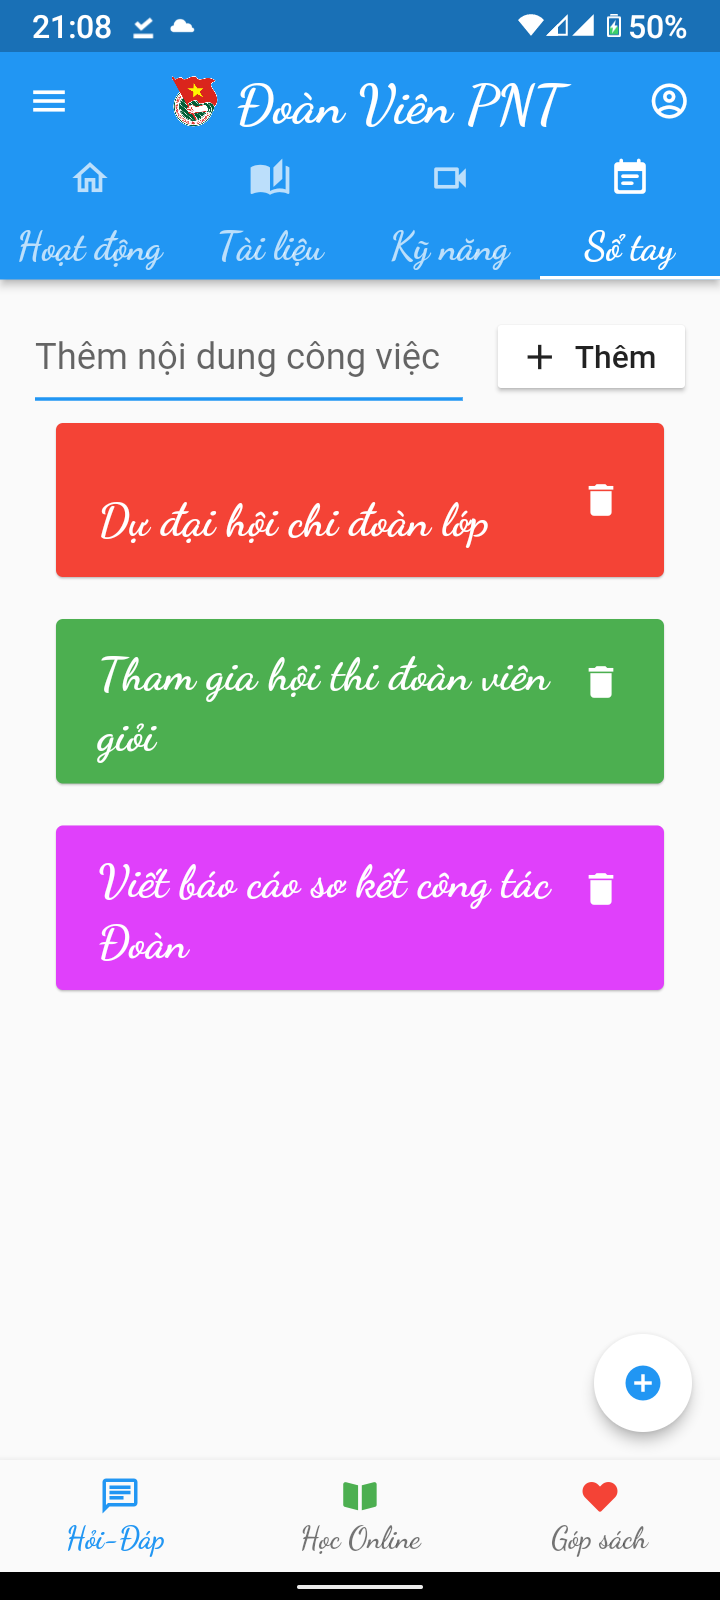 21:08
50%
Đoàn Viên PNT
Hoạt động
Tài liệu
Kỹ năng
Sổ tay
Thêm nội dung công việc
Thêm
Dự đại hội chi đoàn lớp
Tham gia hội thi đoàn viên
giỏi
Viết báo cáo sơ kết công tác
Đoàn
Hỏi-Đáp
Học Online
Góp sách